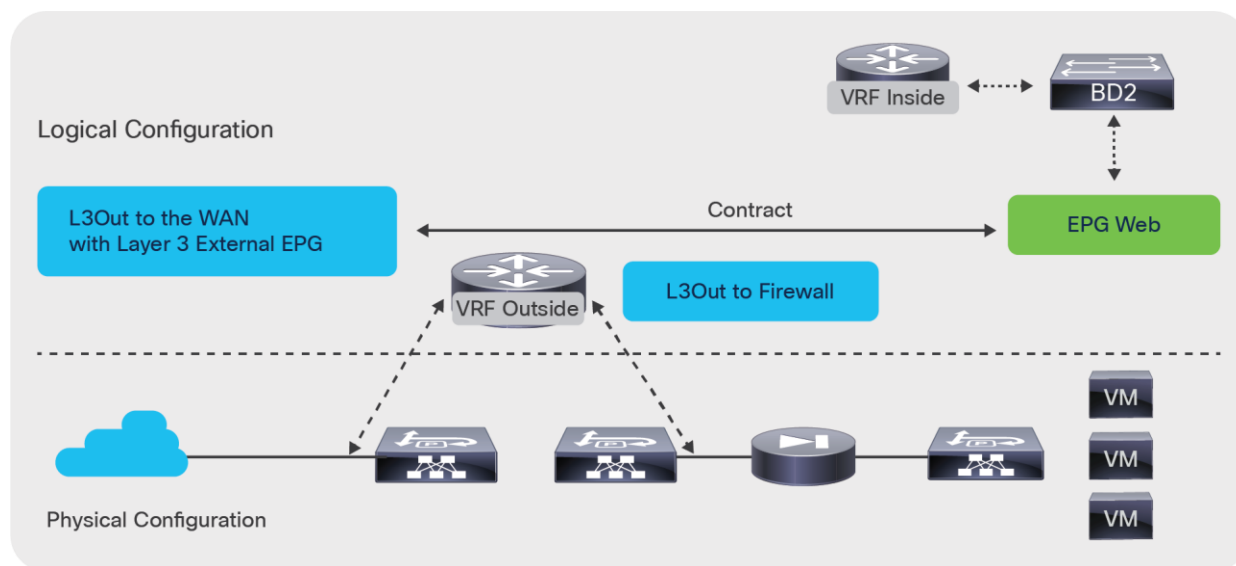 VRF Inside
BD2
Logical Configuration
L3Out to the WAN
with Layer 3 External EPG
Contract
EPG Web
L3Out to Firewall
VRF Outside
VM
VM
VM
Physical Configuration